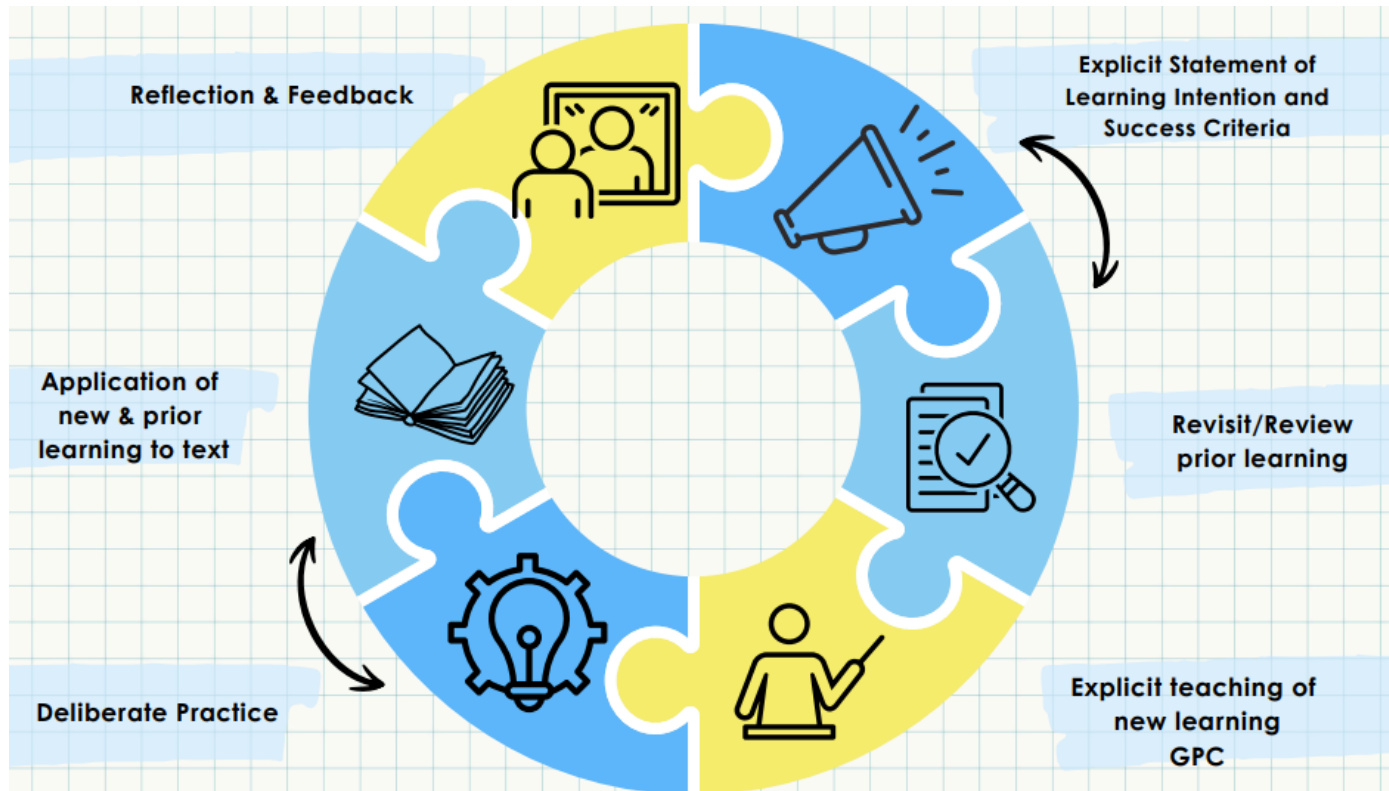 Reflection & Feedback
Explicit Statement of
Learning Intention and
Success Criteria
Application of
new & prior
learning to text
Revisit/Review
prior learning
Deliberate Practice
Explicit teaching of
new learning
GPC